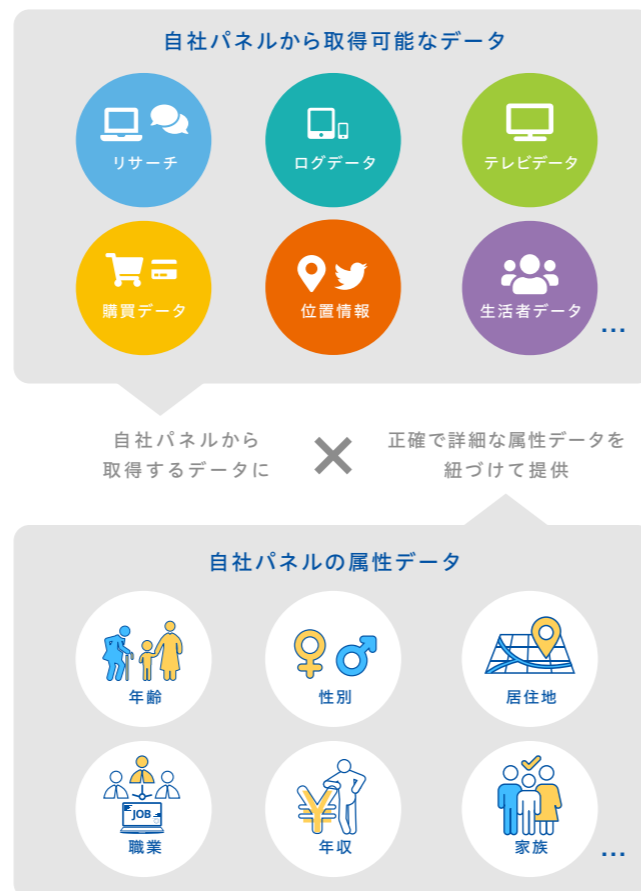 自社パネルから取得可能なデータ
リサーチ
ログデータ
テレビデータ
購買データ
位置情報
生活者データ
...
自社パネルから
取得するデータに
×
正確で詳細な属性データを
紐づけて提供
自社パネルの属性データ
年齢
性別
居住地
JOB
職業
¥
年収
家族
...